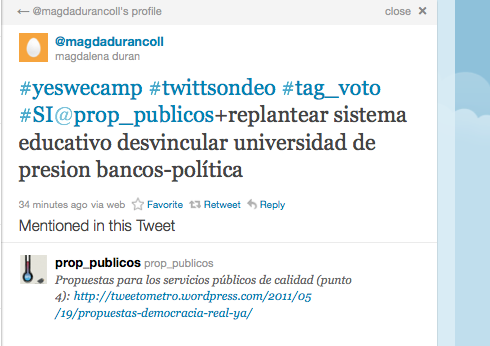 ← @magdadurancoll's profile close ×
@magdadurancoll
magdalena duran
#yeswecamp #twittsondeo #tag_voto
#SI@prop_publicos+replantear sistema
educativo desvincular universidad de
presion bancos-política
34 minutes ago via web Favorite Retweet Reply
Mentioned in this Tweet
prop_publicos prop_publicos
Propuestas para los servicios públicos de calidad (punto
4): http://tweetometro.wordpress.com/2011/05
/19/propuestas-democracia-real-ya/